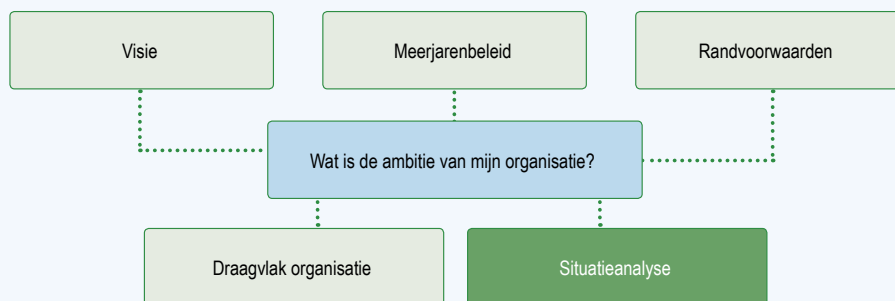 Visie
Meerjarenbeleid
Randvoorwaarden
Wat is de ambitie van mijn organisatie?
Draagvlak organisatie
Situatieanalyse